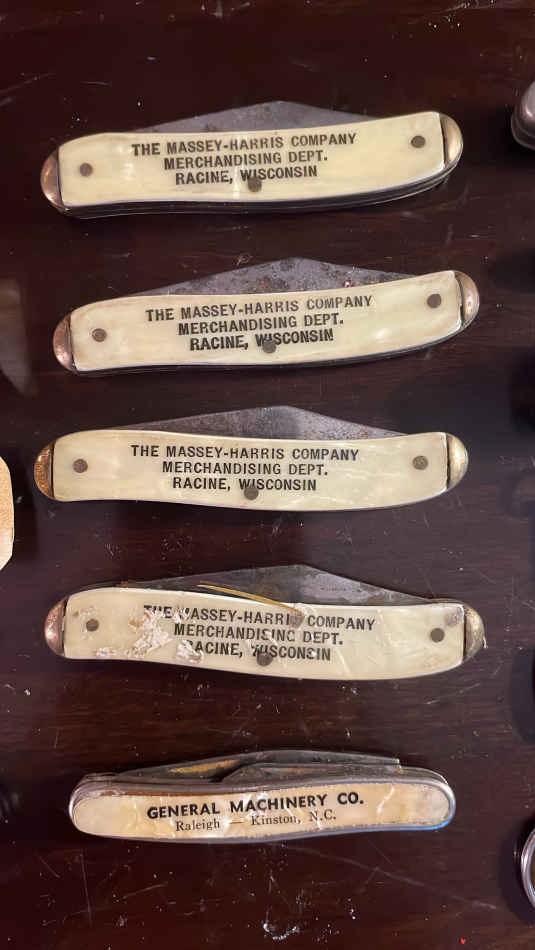 THE MASSEY-HARRIS COMPANY
MERCHANDISING DEPT.
RACINE, WISCONSIN
THE MASSEY-HARRIS COMPANY
MERCHANDISING DEPT.
RACINE, WISCONSIN
THE MASSEY-HARRIS COMPANY
MERCHANDISING DEPT.
RACINE, WISCONSIN
THE MASSEY-HARRIS COMPANY
MERCHANDISING DEPT.
RACINE, WISCONSIN
GENERAL MACHINERY CO.
Raleigh — Kinston, N.C.